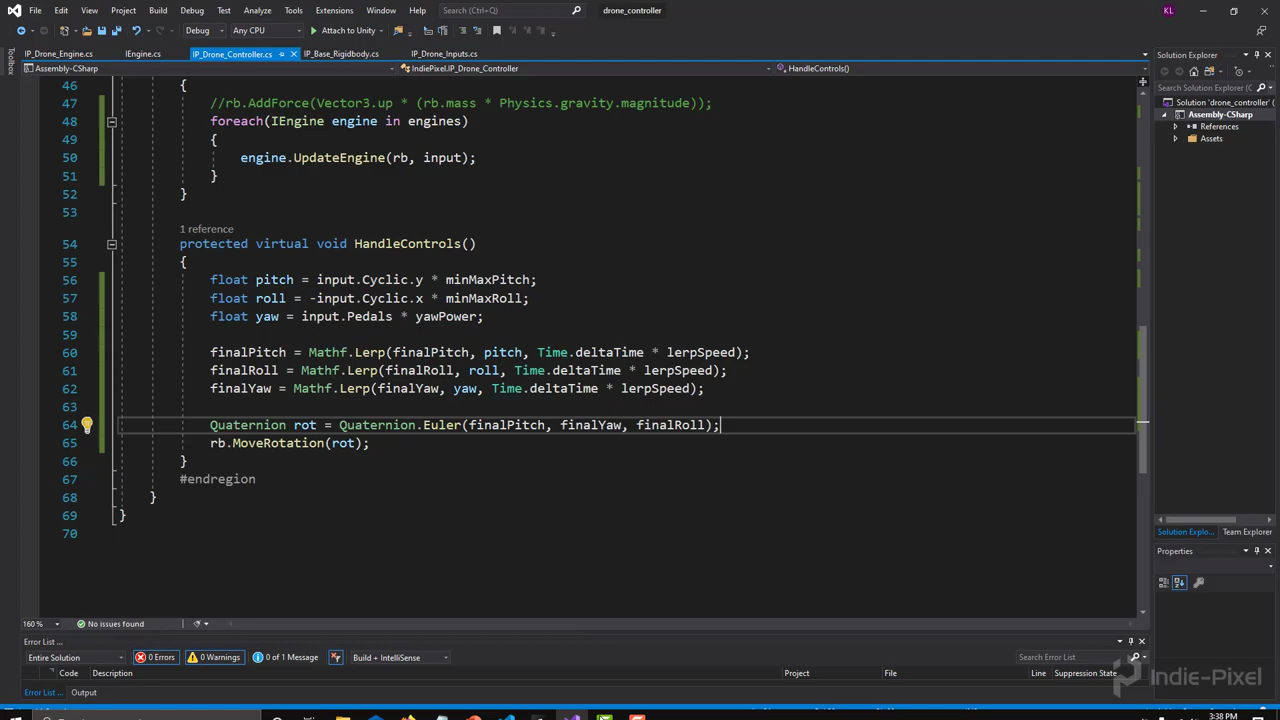 File Edit View Project Build Debug Test Analyze Tools Extensions Window Help Search (Ctrl+Q) drone_controller KL
Debug Any CPU Attach to Unity
IP_Drone_Engine.cs IEngine.cs IP_Drone_Controller.cs IP_Base_Rigidbody.cs IP_Drone_Inputs.cs
Assembly-CSharp IndiePixel.IP_Drone_Controller HandleControls()
Toolbox
46 {
47 //rb.AddForce(Vector3.up * (rb.mass * Physics.gravity.magnitude));
48 foreach(IEngine engine in engines)
49 {
50 engine.UpdateEngine(rb, input);
51 }
52 }
53
1 reference
54 protected virtual void HandleControls()
55 {
56 float pitch = input.Cyclic.y * minMaxPitch;
57 float roll = -input.Cyclic.x * minMaxRoll;
58 float yaw = input.Pedals * yawPower;
59
60 finalPitch = Mathf.Lerp(finalPitch, pitch, Time.deltaTime * lerpSpeed);
61 finalRoll = Mathf.Lerp(finalRoll, roll, Time.deltaTime * lerpSpeed);
62 finalYaw = Mathf.Lerp(finalYaw, yaw, Time.deltaTime * lerpSpeed);
63
64 Quaternion rot = Quaternion.Euler(finalPitch, finalYaw, finalRoll);
65 rb.MoveRotation(rot);
66 }
67 #endregion
68 }
69 }
70
160 % No issues found
Solution Explorer
Search Solution Explorer
Solution 'drone_controller'
Assembly-CSharp
References
Assets
Solution Explo... Team Explorer
Properties
Error List ...
Entire Solution 0 Errors 0 Warnings 0 of 1 Message Build + IntelliSense Search Error List
Code Description Project File Line Suppression State
Error List ... Output
Indie-Pixel
3:38 PM